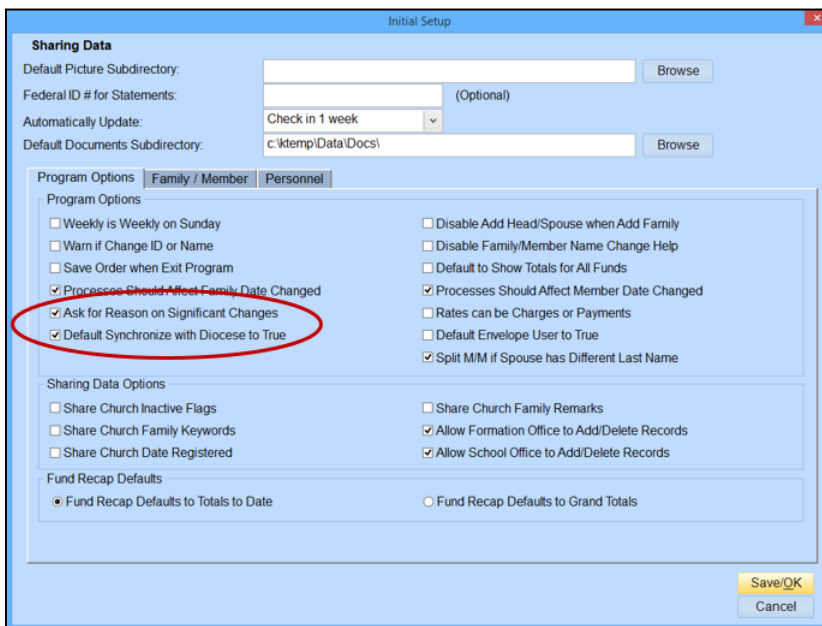 Initial Setup
Sharing Data
Default Picture Subdirectory: Browse
Federal ID # for Statements: (Optional)
Automatically Update: Check in 1 week
Default Documents Subdirectory: c:\ktemp\Data\Docs\ Browse
Program Options Family / Member Personnel
Program Options
Weekly is Weekly on Sunday Disable Add Head/Spouse when Add Family
Warn if Change ID or Name Disable Family/Member Name Change Help
Save Order when Exit Program Default to Show Totals for All Funds
Processes Should Affect Family Date Changed Processes Should Affect Member Date Changed
Ask for Reason on Significant Changes Rates can be Charges or Payments
Default Synchronize with Diocese to True Default Envelope User to True
Split M/M if Spouse has Different Last Name
Sharing Data Options
Share Church Inactive Flags Share Church Family Remarks
Share Church Family Keywords Allow Formation Office to Add/Delete Records
Share Church Date Registered Allow School Office to Add/Delete Records
Fund Recap Defaults
Fund Recap Defaults to Totals to Date Fund Recap Defaults to Grand Totals
Save/OK
Cancel